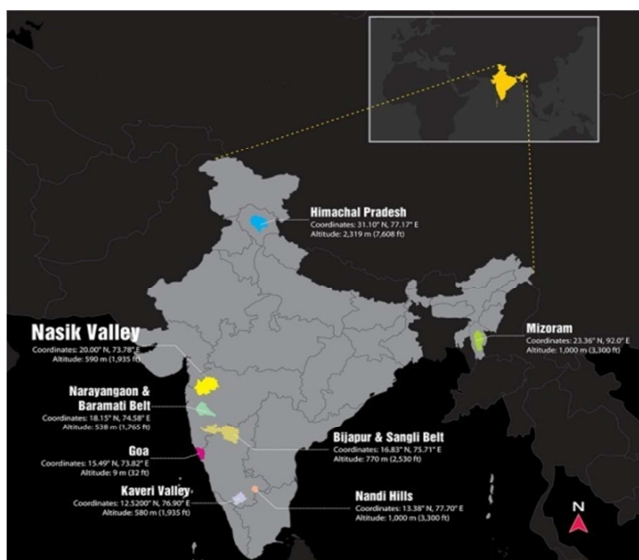 Himachal Pradesh
Coordinates: 31.10° N, 77.17° E
Altitude: 2,319 m (7,608 ft)
Nasik Valley
Coordinates: 20.00° N, 73.78° E
Altitude: 590 m (1,935 ft)
Mizoram
Coordinates: 23.36° N, 92.0° E
Altitude: 1,000 m (3,300 ft)
Narayangaon &
Baramati Belt
Coordinates: 18.15° N, 74.58° E
Altitude: 538 m (1,765 ft)
Bijapur & Sangli Belt
Coordinates: 16.83° N, 75.71° E
Altitude: 770 m (2,530 ft)
Goa
Coordinates: 15.49° N, 73.82° E
Altitude: 9 m (32 ft)
Kaveri Valley
Coordinates: 12.5200° N, 76.90° E
Altitude: 580 m (1,935 ft)
Nandi Hills
Coordinates: 13.38° N, 77.70° E
Altitude: 1,000 m (3,300 ft)
N